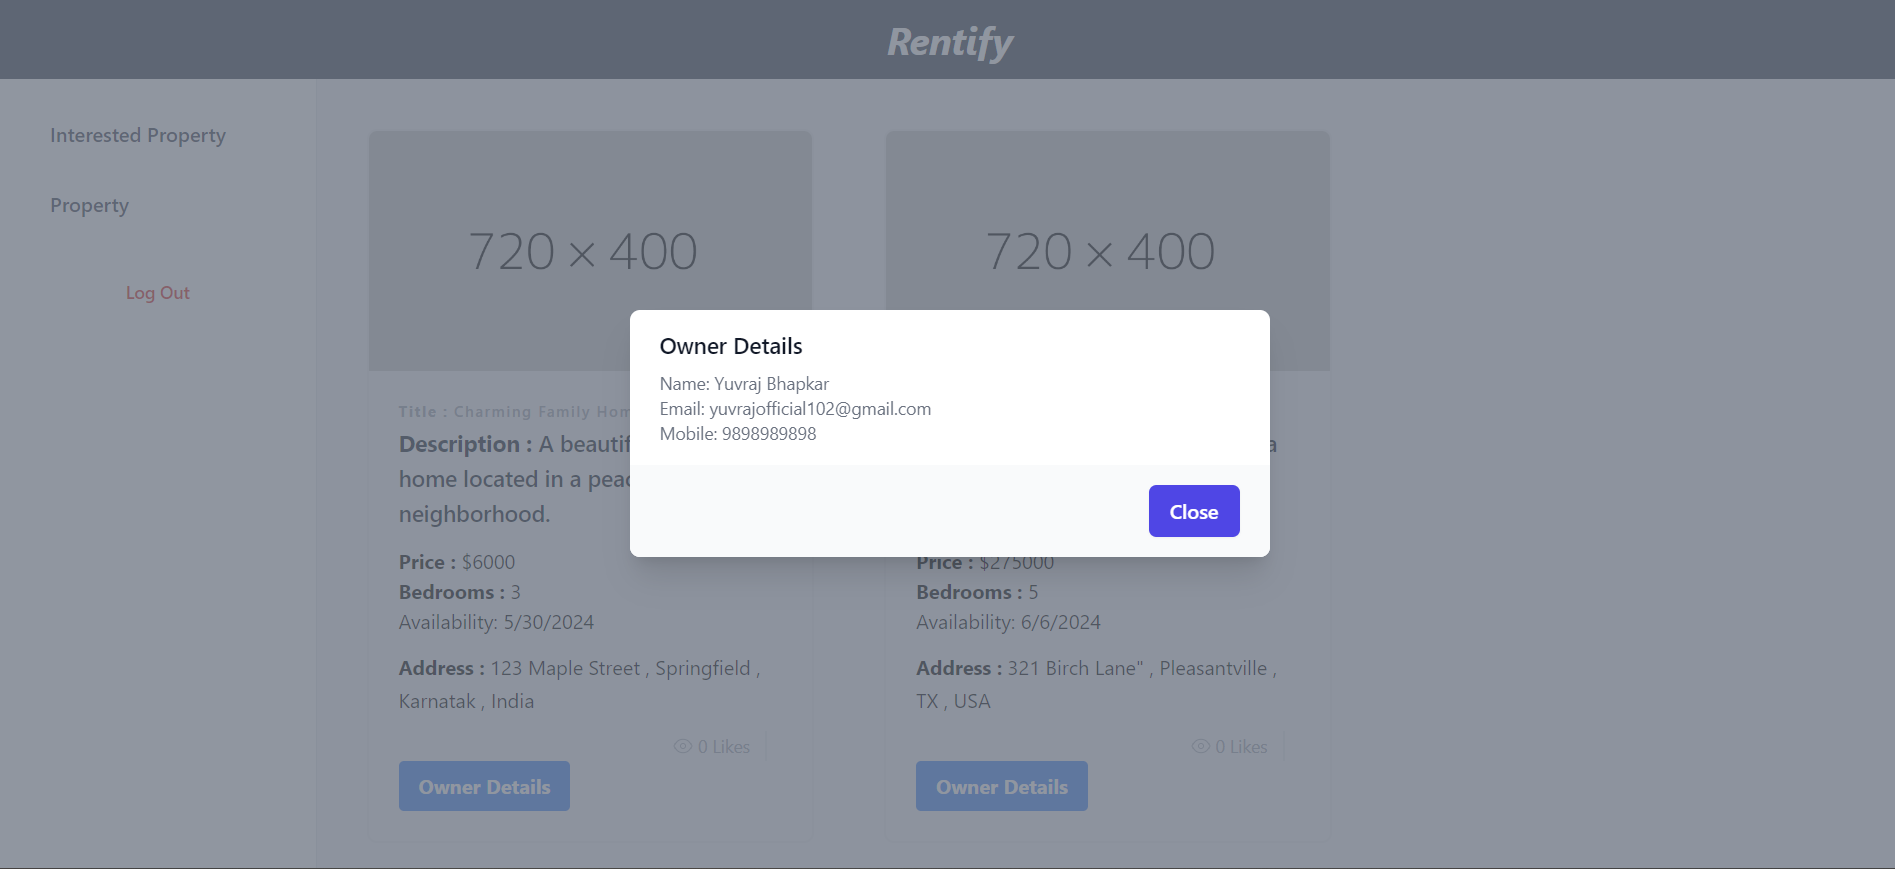 Rentify
Interested Property
Property
Log Out
720 × 400
Title : Charming Family Hom
Description : A beautif
home located in a peac
neighborhood.
Price : $6000
Bedrooms : 3
Availability: 5/30/2024
Address : 123 Maple Street , Springfield ,
Karnatak , India
0 Likes
Owner Details
720 × 400
a
Price : $275000
Bedrooms : 5
Availability: 6/6/2024
Address : 321 Birch Lane" , Pleasantville ,
TX , USA
0 Likes
Owner Details
Owner Details
Name: Yuvraj Bhapkar
Email: yuvrajofficial102@gmail.com
Mobile: 9898989898
Close